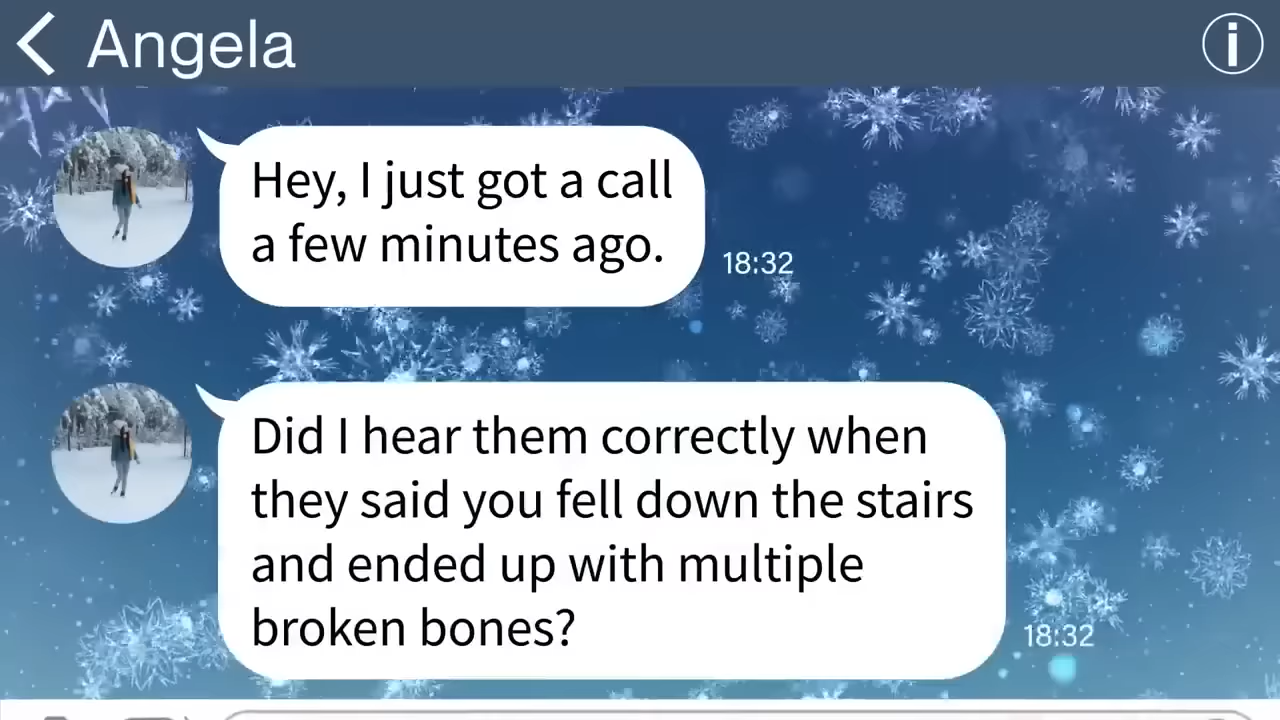 Angela
Hey, I just got a call
a few minutes ago.
18:32
Did I hear them correctly when
they said you fell down the stairs
and ended up with multiple
broken bones?
18:32